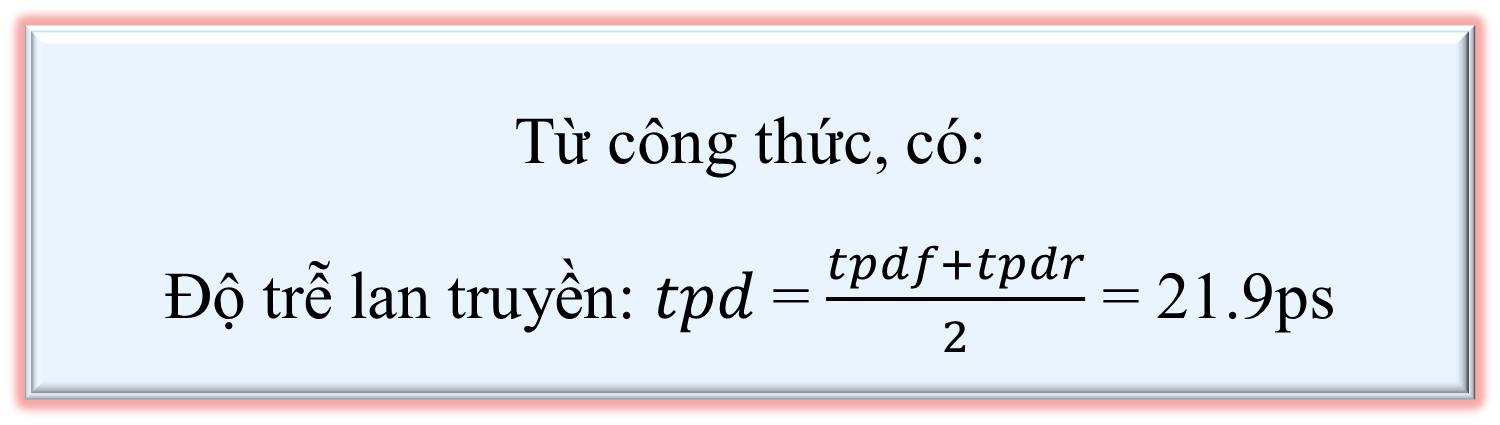 Từ công thức, có:
Độ trễ lan truyền: tpd = (tpdf+tpdr)/2 = 21.9ps